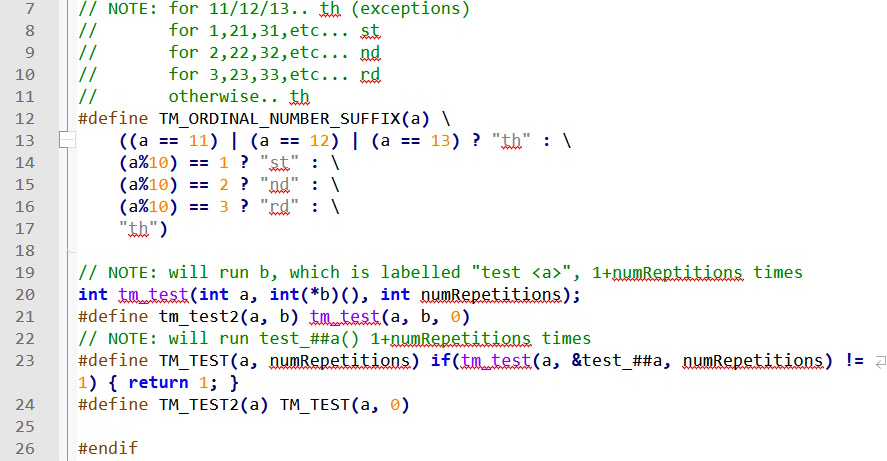 7 // NOTE: for 11/12/13.. th (exceptions)
8 // for 1,21,31,etc... st
9 // for 2,22,32,etc... nd
10 // for 3,23,33,etc... rd
11 // otherwise.. th
12 #define TM_ORDINAL_NUMBER_SUFFIX(a) \
13 ((a == 11) | (a == 12) | (a == 13) ? "th" : \
14 (a%10) == 1 ? "st" : \
15 (a%10) == 2 ? "nd" : \
16 (a%10) == 3 ? "rd" : \
17 "th")
18
19 // NOTE: will run b, which is labelled "test <a>", 1+numReptitions times
20 int tm_test(int a, int(*b)(), int numRepetitions);
21 #define tm_test2(a, b) tm_test(a, b, 0)
22 // NOTE: will run test_##a() 1+numRepetitions times
23 #define TM_TEST(a, numRepetitions) if(tm_test(a, &test_##a, numRepetitions) !=
1) { return 1; }
24 #define TM_TEST2(a) TM_TEST(a, 0)
25
26 #endif